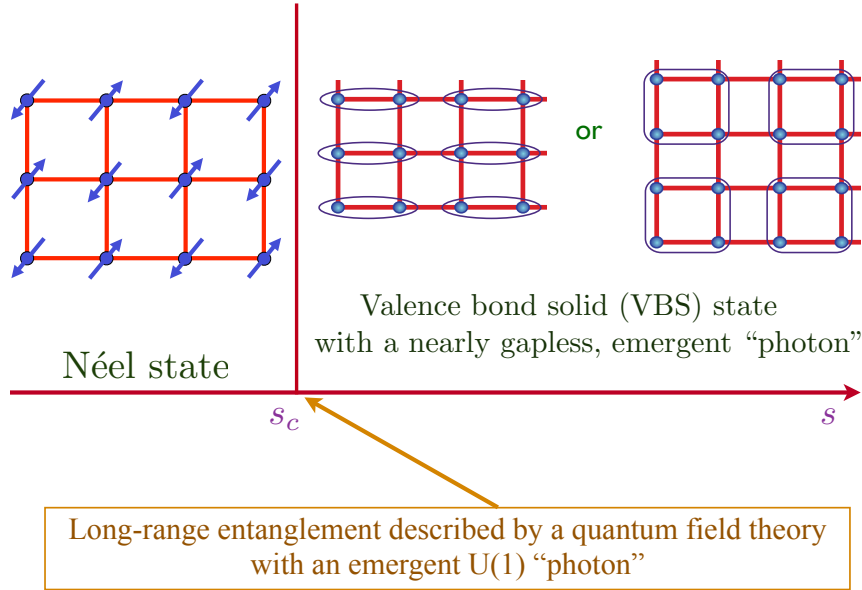 or
Valence bond solid (VBS) state
with a nearly gapless, emergent “photon”
Néel state
s_c
s
Long-range entanglement described by a quantum field theory
with an emergent U(1) “photon”